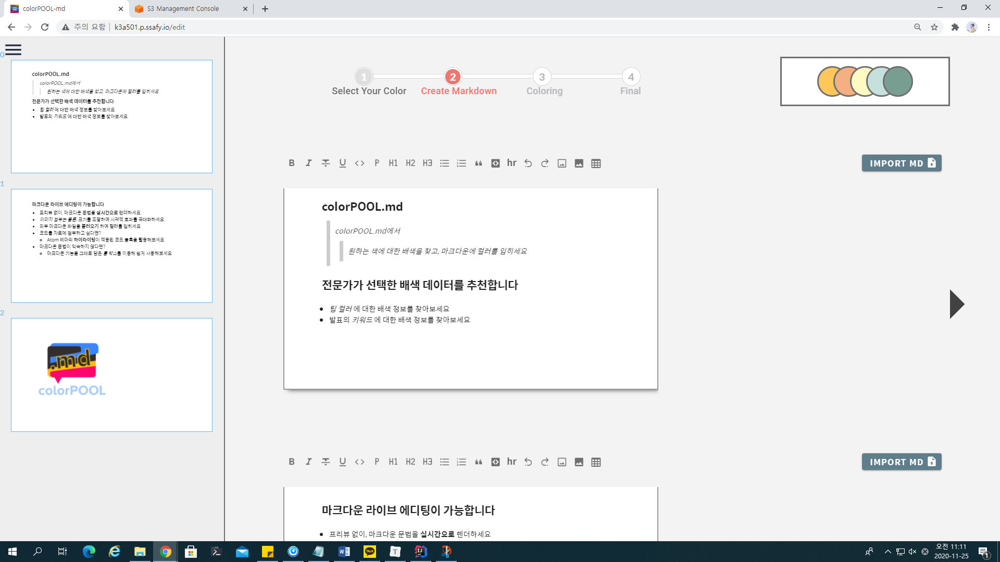 colorPOOL-md
S3 Management Console
주의 요함
k3a501.p.ssafy.io/edit
0
colorPOOL.md
colorPOOL.md에서
원하는 색에 대한 배색을 찾고, 마크다운에 컬러를 입히세요
전문가가 선택한 배색 데이터를 추천합니다
팀 컬러 에 대한 배색 정보를 찾아보세요
발표의 키워드 에 대한 배색 정보를 찾아보세요
1
마크다운 라이브 에디팅이 가능합니다
프리뷰 없이, 마크다운 문법을 실시간으로 렌더하세요
이미지 첨부는 물론, 크기를 조절하여 시각적 효과를 극대화하세요
외부 마크다운 파일을 불러오기 하여 컬러를 입히세요
코드를 자료에 첨부하고 싶다면?
Atom 테마의 하이라이팅이 적용된 코드 블록을 활용해보세요
마크다운 문법이 익숙하지 않다면?
마크다운 기능을 그대로 담은 툴 박스를 이용해 쉽게 사용해보세요
2
.md
colorPOOL
1 2 3 4
Select Your Color Create Markdown Coloring Final
B I T U <> P H1 H2 H3 hr
IMPORT MD
colorPOOL.md
colorPOOL.md에서
원하는 색에 대한 배색을 찾고, 마크다운에 컬러를 입히세요
전문가가 선택한 배색 데이터를 추천합니다
팀 컬러 에 대한 배색 정보를 찾아보세요
발표의 키워드 에 대한 배색 정보를 찾아보세요
B I T U <> P H1 H2 H3 hr
IMPORT MD
마크다운 라이브 에디팅이 가능합니다
프리뷰 없이, 마크다운 문법을 실시간으로 렌더하세요
TALK
T
IJ
오전 11:11
2020-11-25
1